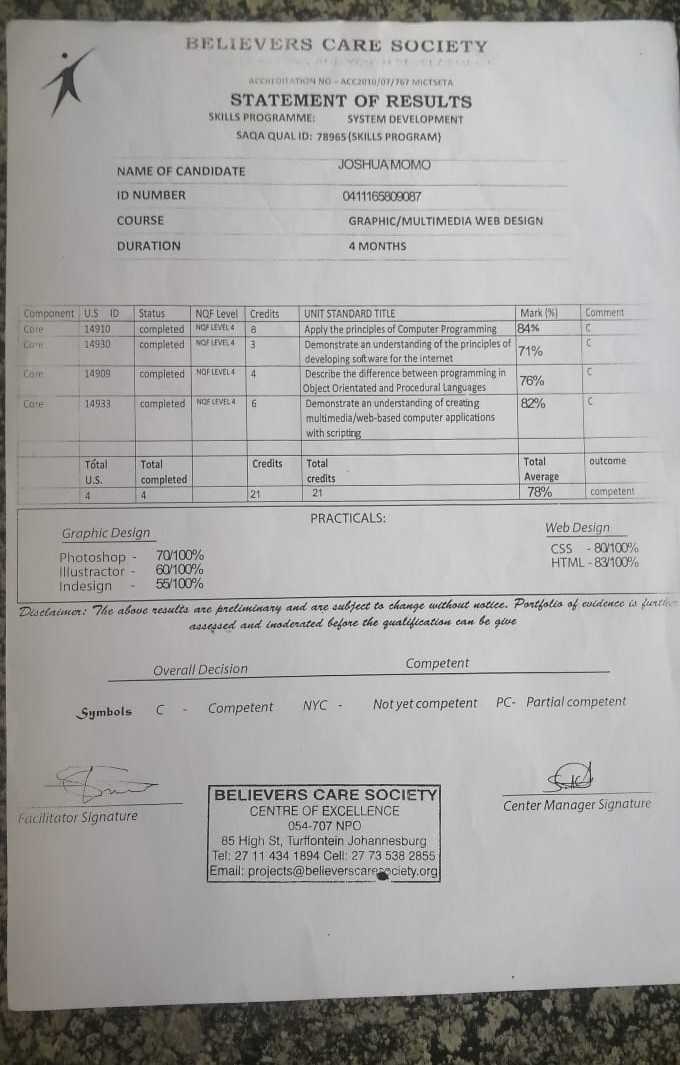 BELIEVERS CARE SOCIETY
ACCREDITATION NO - ACC2010/07/767 MICTSETA
STATEMENT OF RESULTS
SKILLS PROGRAMME: SYSTEM DEVELOPMENT
SAQA QUAL ID: 78965 (SKILLS PROGRAM)
NAME OF CANDIDATE JOSHUA MOMO
ID NUMBER 0411165809087
COURSE GRAPHIC/MULTIMEDIA WEB DESIGN
DURATION 4 MONTHS
Component U.S ID Status NQF Level Credits UNIT STANDARD TITLE Mark (%) Comment
Core 14910 completed NQF LEVEL 4 8 Apply the principles of Computer Programming 84% C
Core 14930 completed NQF LEVEL 4 3 Demonstrate an understanding of the principles of 71% C
developing software for the internet
Core 14909 completed NQF LEVEL 4 4 Describe the difference between programming in 76% C
Object Orientated and Procedural Languages
Core 14933 completed NQF LEVEL 4 6 Demonstrate an understanding of creating 82% C
multimedia/web-based computer applications
with scripting
Total Total Credits Total Total outcome
U.S. completed credits Average
4 4 21 21 78% competent
PRACTICALS:
Graphic Design Web Design
Photoshop - 70/100% CSS - 80/100%
Illustractor - 60/100% HTML - 83/100%
Indesign - 55/100%
Disclaimer: The above results are preliminary and are subject to change without notice. Portfolio of evidence is further
assessed and inoderated before the qualification can be give
Overall Decision Competent
Symbols C - Competent NYC - Not yet competent PC- Partial competent
Facilitator Signature
Center Manager Signature
BELIEVERS CARE SOCIETY
CENTRE OF EXCELLENCE
054-707 NPO
85 High St, Turffontein Johannesburg
Tel: 27 11 434 1894 Cell: 27 73 538 2855
Email: projects@believerscaresociety.org